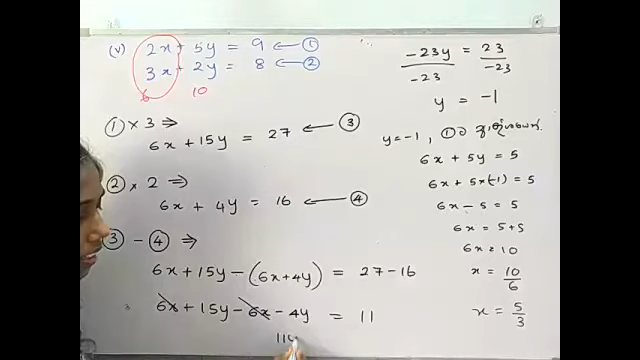 (v) 2x + 5y = 9 ← ①
3x + 2y = 8 ← ②
6 10
① × 3 ⇒
6x + 15y = 27 ← ③
② × 2 ⇒
6x + 4y = 16 ← ④
③ - ④ ⇒
6x + 15y - (6x + 4y) = 27 - 16
6x + 15y - 6x - 4y = 11
11y
-23y/-23 = 23/-23
y = -1
y = -1, ①
6x + 5y = 5
6x + 5x(-1) = 5
6x - 5 = 5
6x = 5 + 5
6x = 10
x = 10/6
x = 5/3